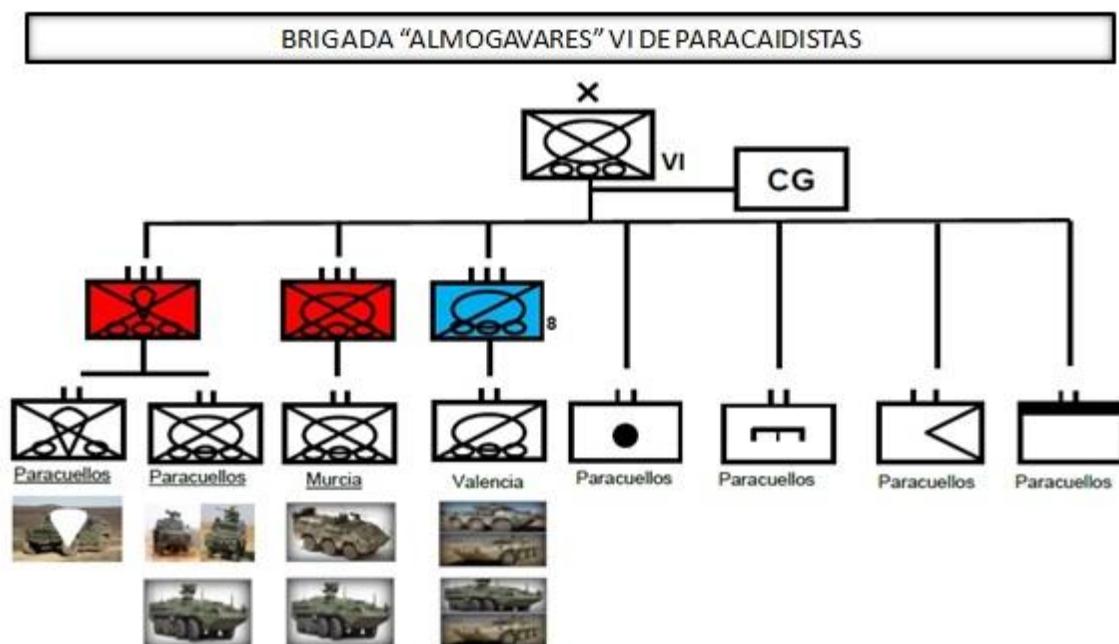 BRIGADA “ALMOGAVARES” VI DE PARACAIDISTAS
VI
CG
8
Paracuellos
Paracuellos
Murcia
Valencia
Paracuellos
Paracuellos
Paracuellos
Paracuellos